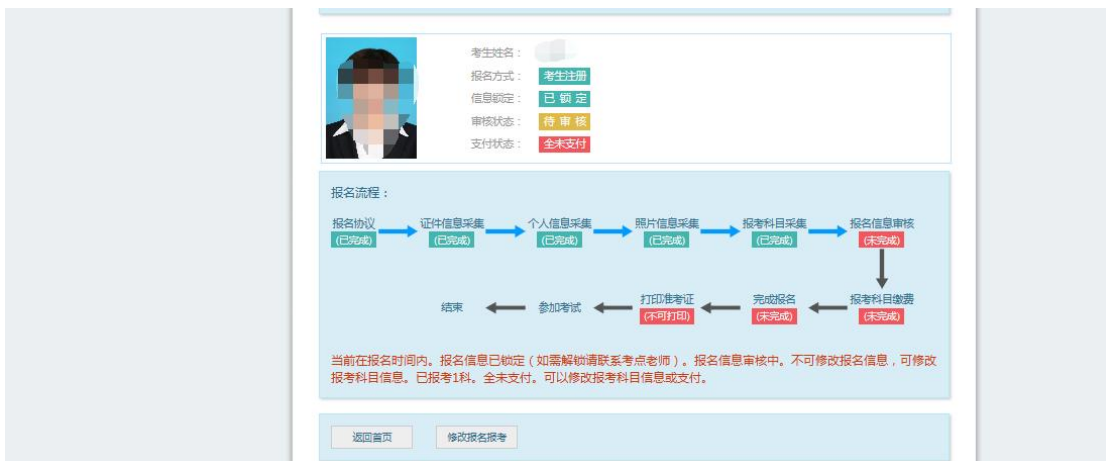 考生姓名：
报名方式： 考生注册
信息锁定： 已 锁 定
审核状态： 待 审 核
支付状态： 全未支付
报名流程：
报名协议 证件信息采集 个人信息采集 照片信息采集 报考科目采集 报名信息审核
(已完成) (已完成) (已完成) (已完成) (已完成) (未完成)
结束 参加考试 打印准考证 完成报名 报考科目缴费
(不可打印) (未完成) (未完成)
当前在报名时间内。报名信息已锁定（如需解锁请联系考点老师）。报名信息审核中。不可修改报名信息，可修改
报考科目信息。已报考1科。全未支付。可以修改报考科目信息或支付。
返回首页 修改报名报考